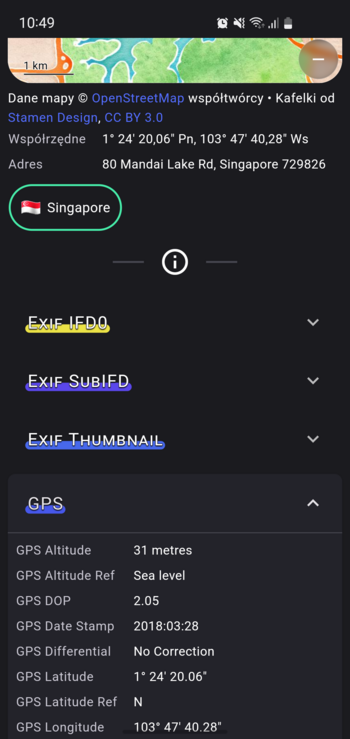 10:49
1 km
Dane mapy © OpenStreetMap współtwórcy • Kafelki od
Stamen Design, CC BY 3.0
Współrzędne 1° 24' 20,06" Pn, 103° 47' 40,28" Ws
Adres 80 Mandai Lake Rd, Singapore 729826
Singapore
Exif IFD0
Exif SubIFD
Exif Thumbnail
GPS
GPS Altitude 31 metres
GPS Altitude Ref Sea level
GPS DOP 2.05
GPS Date Stamp 2018:03:28
GPS Differential No Correction
GPS Latitude 1° 24' 20.06"
GPS Latitude Ref N
GPS Longitude 103° 47' 40.28"